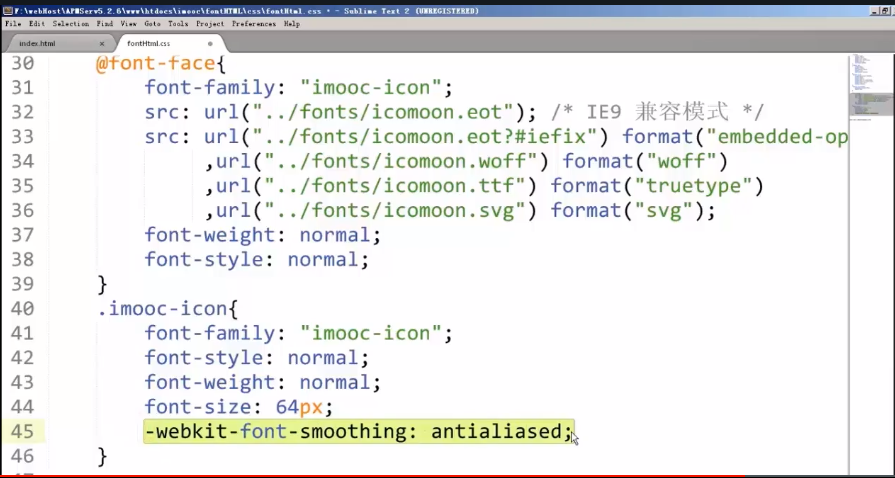 F:\webHost\APMServ5.2.6\www\htdocs\imooc\fontHTML\css\fontHtml.css • - Sublime Text 2 (UNREGISTERED)
File Edit Selection Find View Goto Tools Project Preferences Help
index.html × fontHtml.css
30 @font-face{
31 font-family: "imooc-icon";
32 src: url("../fonts/icomoon.eot"); /* IE9 兼容模式 */
33 src: url("../fonts/icomoon.eot?#iefix") format("embedded-op
34 ,url("../fonts/icomoon.woff") format("woff")
35 ,url("../fonts/icomoon.ttf") format("truetype")
36 ,url("../fonts/icomoon.svg") format("svg");
37 font-weight: normal;
38 font-style: normal;
39 }
40 .imooc-icon{
41 font-family: "imooc-icon";
42 font-style: normal;
43 font-weight: normal;
44 font-size: 64px;
45 -webkit-font-smoothing: antialiased;
46 }